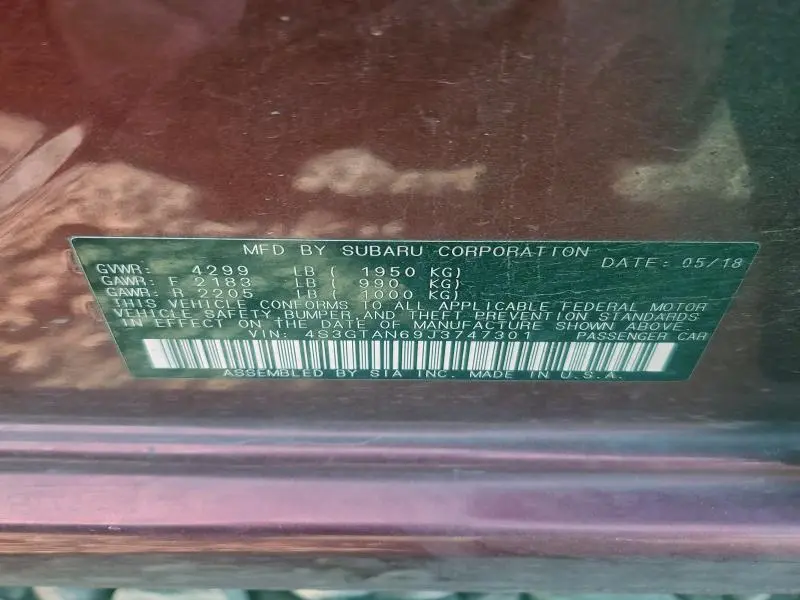 MFD BY SUBARU CORPORATION DATE: 05/18
GVWR: 4299 LB ( 1950 KG)
GAWR: F 2183 LB ( 990 KG)
GAWR: R 2205 LB ( 1000 KG)
THIS VEHICLE CONFORMS TO ALL APPLICABLE FEDERAL MOTOR
VEHICLE SAFETY,BUMPER AND THEFT PREVENTION STANDARDS
IN EFFECT ON THE DATE OF MANUFACTURE SHOWN ABOVE.
VIN: 4S3GTAN69J3747301 PASSENGER CAR
ASSEMBLED BY SIA INC. MADE IN U.S.A.